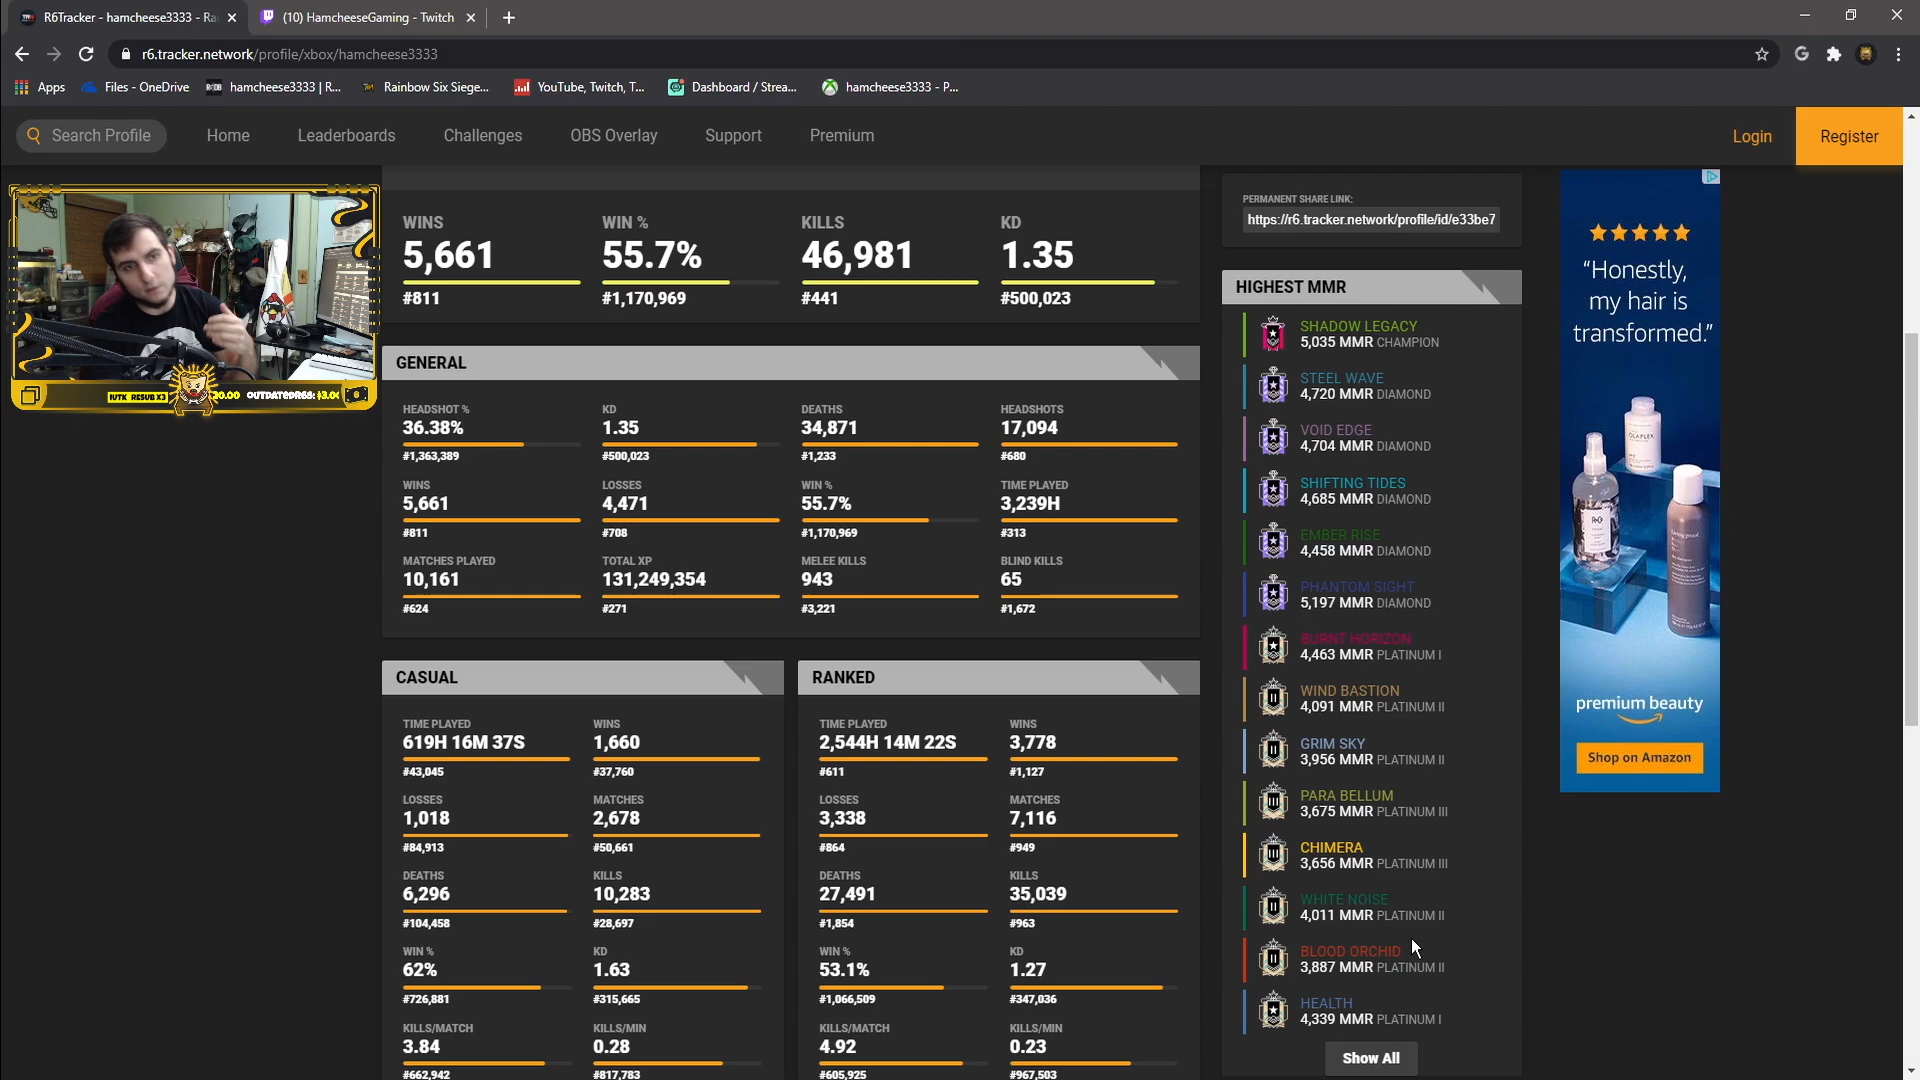 R6Tracker - hamcheese3333 - Ra
(10) HamcheeseGaming - Twitch
r6.tracker.network/profile/xbox/hamcheese3333
Apps
Files - OneDrive
hamcheese3333 | R...
Rainbow Six Siege...
YouTube, Twitch, T...
Dashboard / Strea...
hamcheese3333 - P...
Search Profile
Home
Leaderboards
Challenges
OBS Overlay
Support
Premium
Login
Register
IUTK RESUB X3
20.00
OUTDATEDR6S: $3.0
WINS
5,661
#811
WIN %
55.7%
#1,170,969
KILLS
46,981
#441
KD
1.35
#500,023
GENERAL
HEADSHOT %
36.38%
#1,363,389
KD
1.35
#500,023
DEATHS
34,871
#1,233
HEADSHOTS
17,094
#680
WINS
5,661
#811
LOSSES
4,471
#708
WIN %
55.7%
#1,170,969
TIME PLAYED
3,239H
#313
MATCHES PLAYED
10,161
#624
TOTAL XP
131,249,354
#271
MELEE KILLS
943
#3,221
BLIND KILLS
65
#1,672
CASUAL
TIME PLAYED
619H 16M 37S
#43,045
WINS
1,660
#37,760
LOSSES
1,018
#84,913
MATCHES
2,678
#50,661
DEATHS
6,296
#104,458
KILLS
10,283
#28,697
WIN %
62%
#726,881
KD
1.63
#315,665
KILLS/MATCH
3.84
#662,942
KILLS/MIN
0.28
#817,783
RANKED
TIME PLAYED
2,544H 14M 22S
#611
WINS
3,778
#1,127
LOSSES
3,338
#864
MATCHES
7,116
#949
DEATHS
27,491
#1,854
KILLS
35,039
#963
WIN %
53.1%
#1,066,509
KD
1.27
#347,036
KILLS/MATCH
4.92
#605,925
KILLS/MIN
0.23
#967,503
PERMANENT SHARE LINK:
https://r6.tracker.network/profile/id/e33be7
HIGHEST MMR
SHADOW LEGACY
5,035 MMR CHAMPION
STEEL WAVE
4,720 MMR DIAMOND
VOID EDGE
4,704 MMR DIAMOND
SHIFTING TIDES
4,685 MMR DIAMOND
EMBER RISE
4,458 MMR DIAMOND
PHANTOM SIGHT
5,197 MMR DIAMOND
BURNT HORIZON
4,463 MMR PLATINUM I
WIND BASTION
4,091 MMR PLATINUM II
GRIM SKY
3,956 MMR PLATINUM II
PARA BELLUM
3,675 MMR PLATINUM III
CHIMERA
3,656 MMR PLATINUM III
WHITE NOISE
4,011 MMR PLATINUM II
BLOOD ORCHID
3,887 MMR PLATINUM II
HEALTH
4,339 MMR PLATINUM I
Show All
“Honestly,
my hair is
transformed.”
OLAPLEX
premium beauty
Shop on Amazon